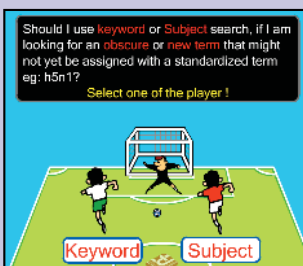 Should I use keyword or Subject search, if I am
looking for an obscure or new term that might
not yet be assigned with a standardized term
eg: h5n1?
Select one of the player !
Keyword
Subject